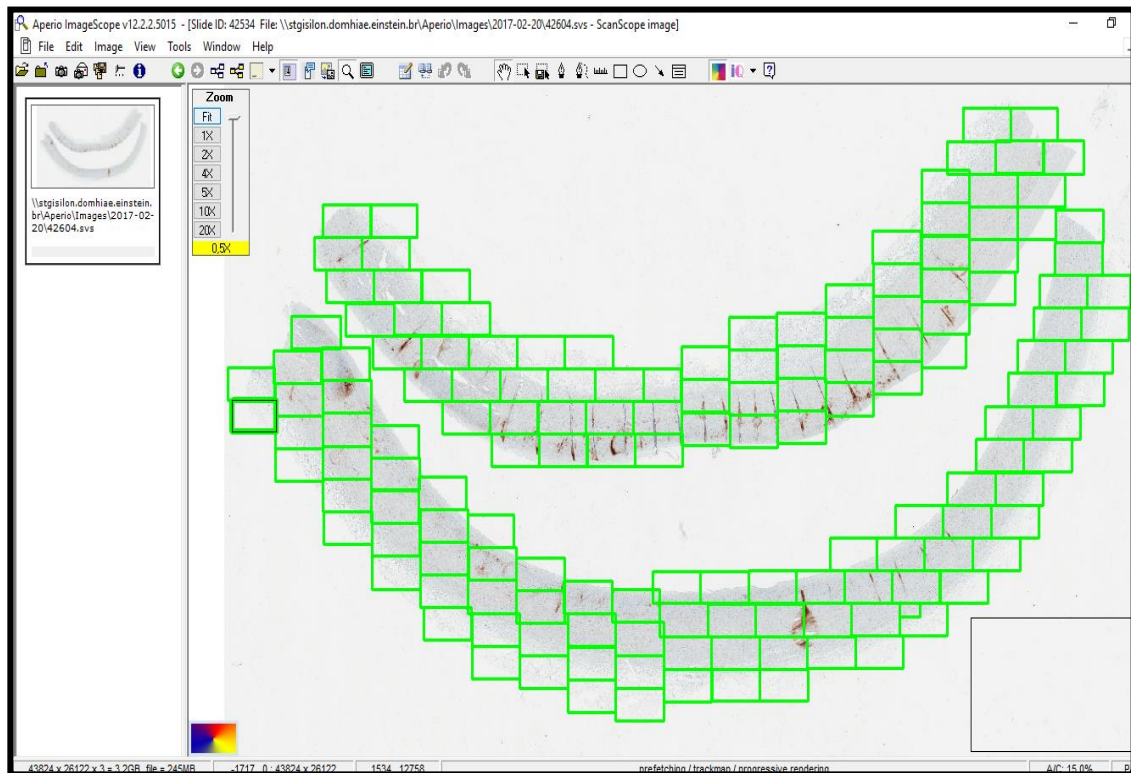 Aperio ImageScope v12.2.2.5015 - [Slide ID: 42534 File: \\stgisilon.domhiae.einstein.br\Aperio\Images\2017-02-20\42604.svs - ScanScope image]
File Edit Image View Tools Window Help
Zoom
Fit
1X
2X
4X
5X
10X
20X
0,5X
\\stgisilon.domhiae.einstein.
br\Aperio\Images\2017-02-
20\42604.svs
43824 x 26122 x 3 = 3.2GB file = 245MB -1717, 0 : 43824 x 26122 1534, 12758 prefetching / trackmap / progressive rendering A/C: 15.0%